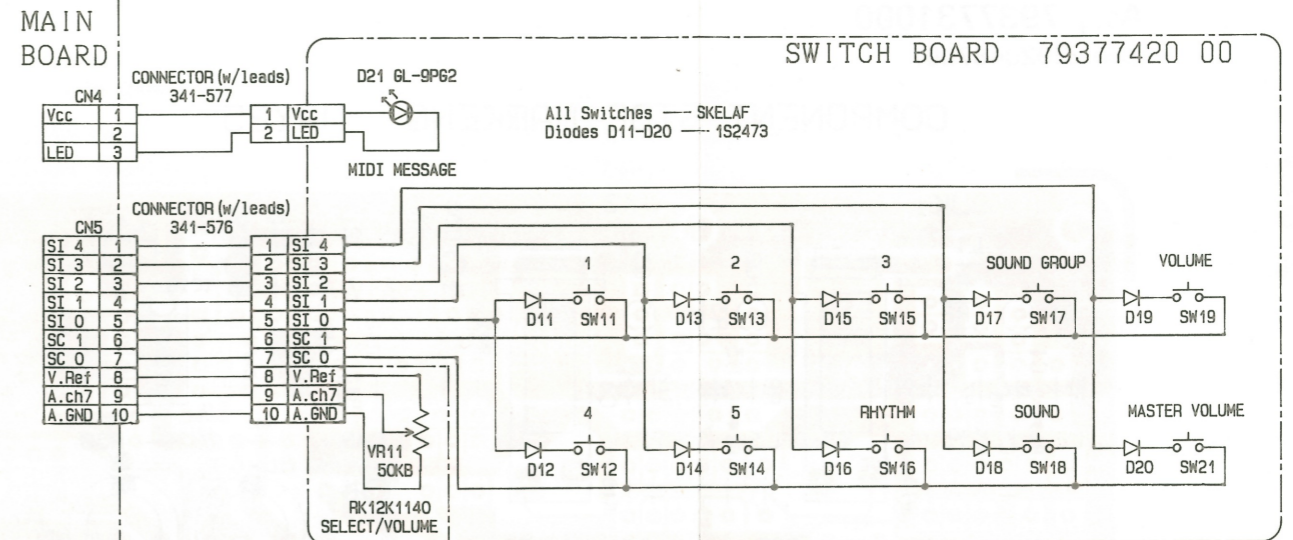 MAIN
BOARD
SWITCH BOARD 79377420 00
CONNECTOR (w/leads)
341-577
D21 GL-9PG2
CN4
Vcc 1
2
LED 3
1 Vcc
2 LED
All Switches --- SKELAF
Diodes D11-D20 --- 1S2473
MIDI MESSAGE
CONNECTOR (w/leads)
341-576
CN5
SI 4 1
SI 3 2
SI 2 3
SI 1 4
SI 0 5
SC 1 6
SC 0 7
V.Ref 8
A.ch7 9
A.GND 10
1 SI 4
2 SI 3
3 SI 2
4 SI 1
5 SI 0
6 SC 1
7 SC 0
8 V.Ref
9 A.ch7
10 A.GND
1 2 3 SOUND GROUP VOLUME
D11 SW11 D13 SW13 D15 SW15 D17 SW17 D19 SW19
4 5 RHYTHM SOUND MASTER VOLUME
D12 SW12 D14 SW14 D16 SW16 D18 SW18 D20 SW21
VR11
50KB
RK12K1140
SELECT/VOLUME